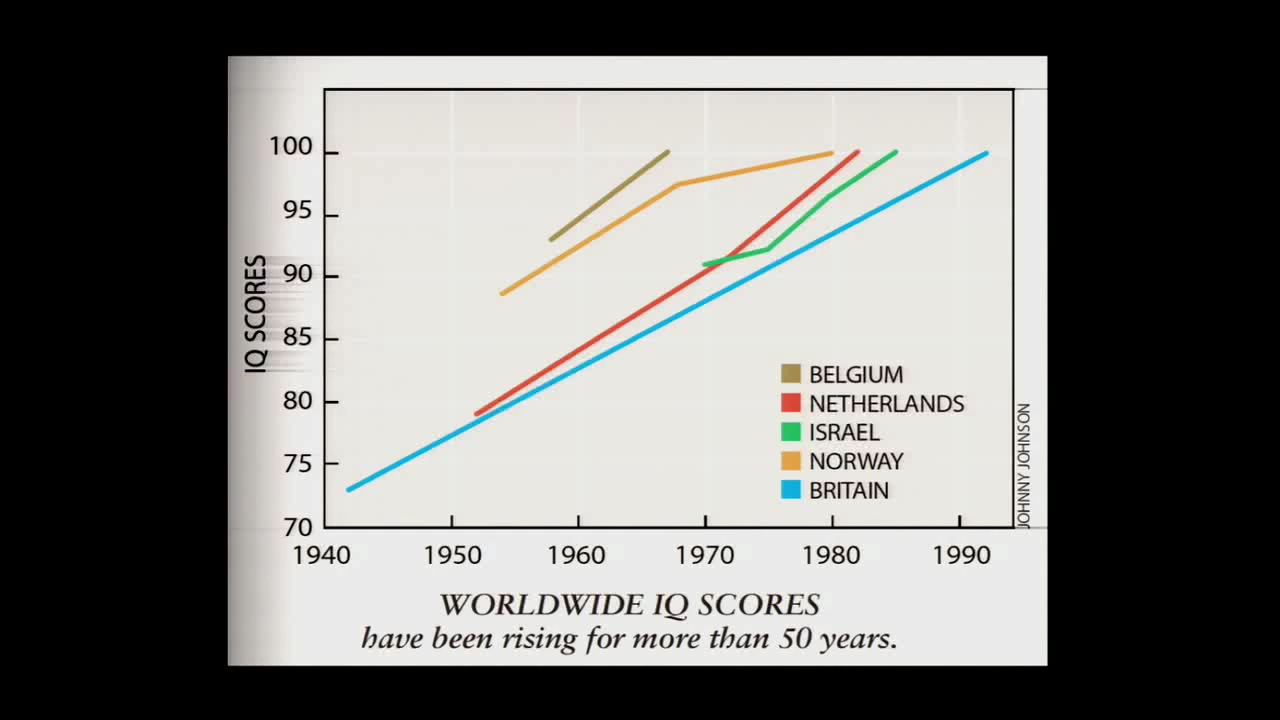 100
95
90
85
80
75
70
IQ SCORES
1940 1950 1960 1970 1980 1990
BELGIUM
NETHERLANDS
ISRAEL
NORWAY
BRITAIN
JOHNNY JOHNSON
WORLDWIDE IQ SCORES
have been rising for more than 50 years.